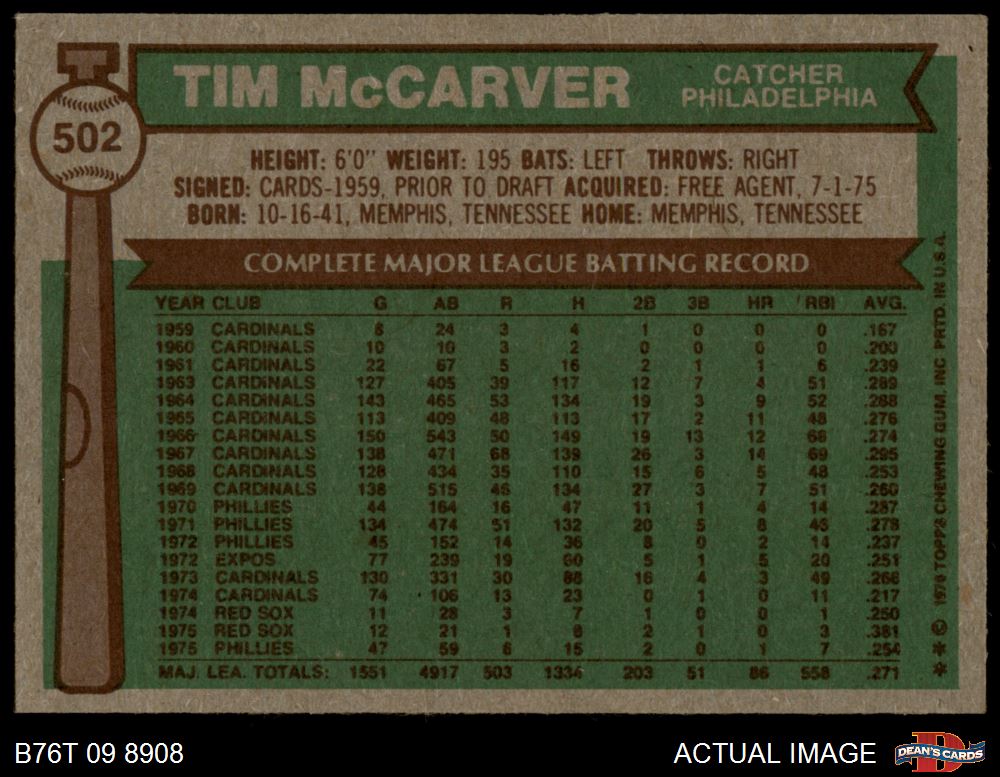 502
TIM McCARVER
CATCHER
PHILADELPHIA
HEIGHT: 6'0" WEIGHT: 195 BATS: LEFT THROWS: RIGHT
SIGNED: CARDS-1959, PRIOR TO DRAFT ACQUIRED: FREE AGENT, 7-1-75
BORN: 10-16-41, MEMPHIS, TENNESSEE HOME: MEMPHIS, TENNESSEE
COMPLETE MAJOR LEAGUE BATTING RECORD
YEAR CLUB G AB R H 2B 3B HR RBI AVG.
1959 CARDINALS 8 24 3 4 1 0 0 0 .167
1960 CARDINALS 10 10 3 2 0 0 0 0 .200
1961 CARDINALS 22 67 5 16 2 1 1 6 .239
1963 CARDINALS 127 405 39 117 12 7 4 51 .289
1964 CARDINALS 143 465 53 134 19 3 9 52 .288
1965 CARDINALS 113 409 48 113 17 2 11 48 .276
1966 CARDINALS 150 543 50 149 19 13 12 68 .274
1967 CARDINALS 138 471 68 139 26 3 14 69 .295
1968 CARDINALS 128 434 35 110 15 6 5 48 .253
1969 CARDINALS 138 515 46 134 27 3 7 51 .260
1970 PHILLIES 44 164 16 47 11 1 4 14 .287
1971 PHILLIES 134 474 51 132 20 5 8 46 .278
1972 PHILLIES 45 152 14 36 8 0 2 14 .237
1972 EXPOS 77 239 19 60 5 1 5 20 .251
1973 CARDINALS 130 331 30 88 16 4 3 49 .266
1974 CARDINALS 74 106 13 23 0 1 0 11 .217
1974 RED SOX 11 28 3 7 1 0 0 1 .250
1975 RED SOX 12 21 1 8 2 1 0 3 .381
1975 PHILLIES 47 59 6 15 2 0 1 7 .254
MAJ. LEA. TOTALS: 1551 4917 503 1334 203 51 86 558 .271
* * © 1976 TOPPS CHEWING GUM, INC. PRTD. IN U.S.A.
B76T 09 8908
ACTUAL IMAGE
DEAN'S CARDS